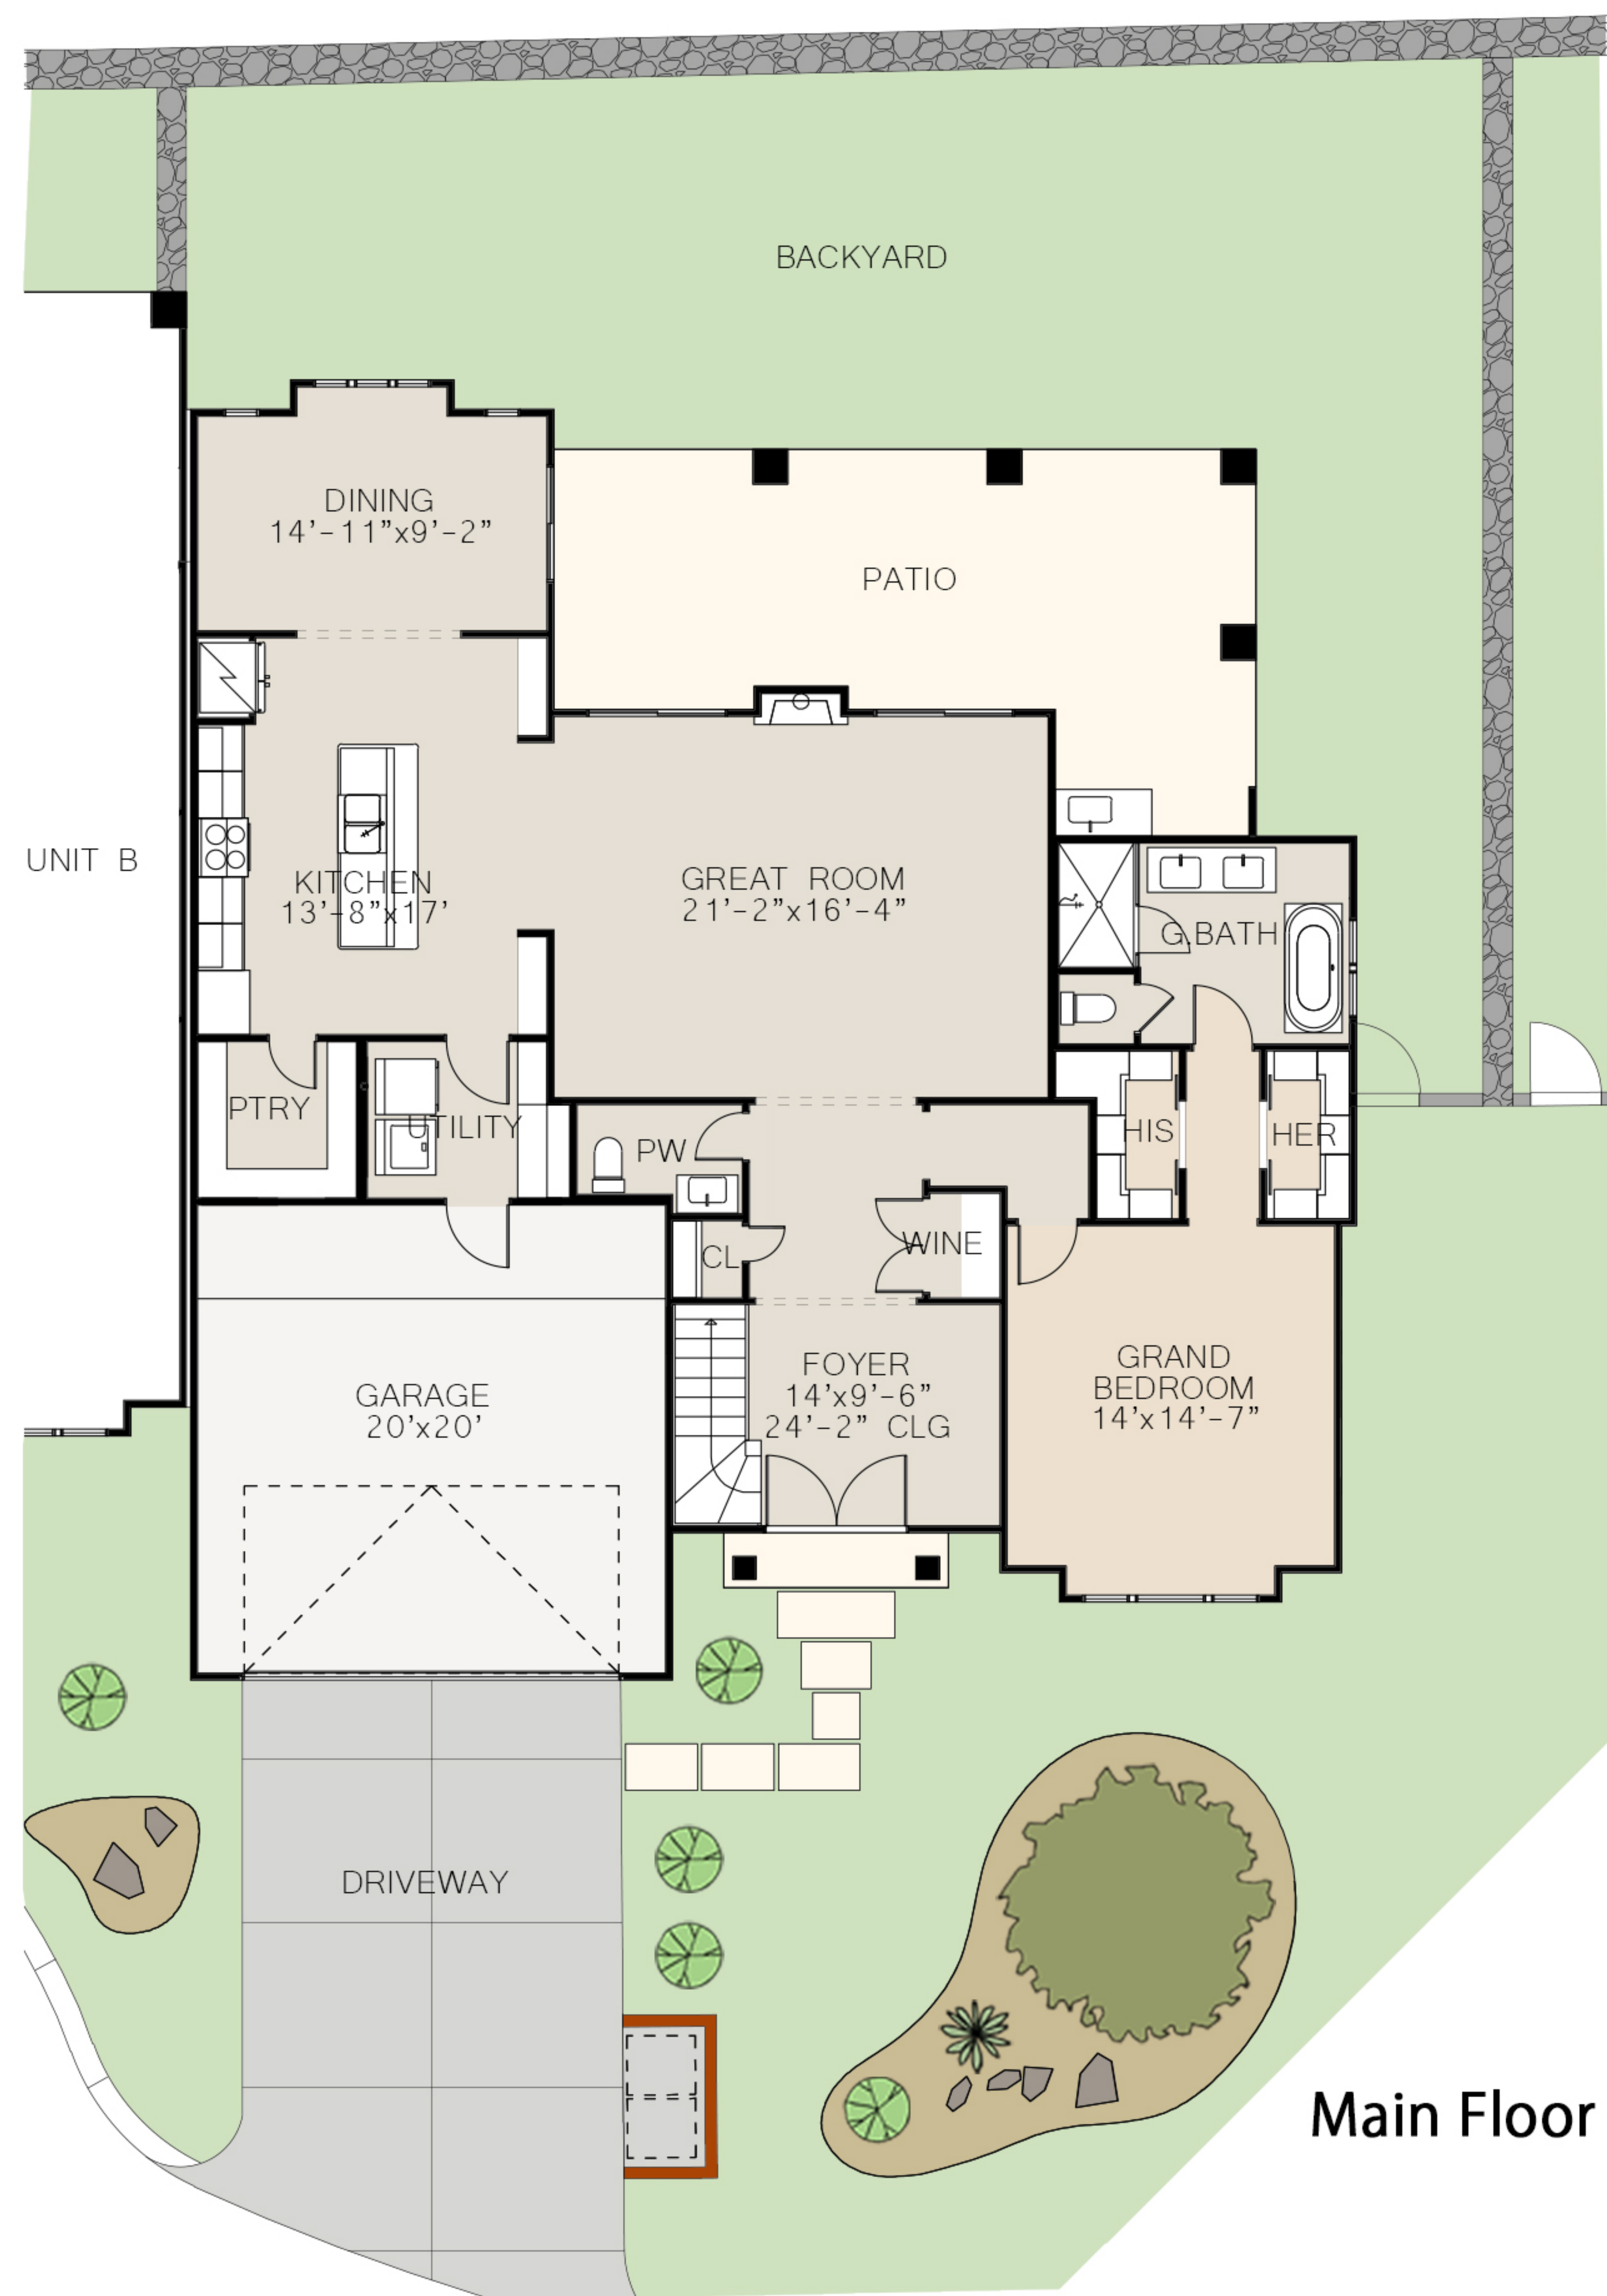 BACKYARD
DINING
14'-11"x9'-2"
PATIO
UNIT B
KITCHEN
13'-8"x17'
GREAT ROOM
21'-2"x16'-4"
G.BATH
PTRY
UTILITY
PW
HIS
HER
CL
WINE
FOYER
14'x9'-6"
24'-2" CLG
GRAND
BEDROOM
14'x14'-7"
GARAGE
20'x20'
DRIVEWAY
Main Floor